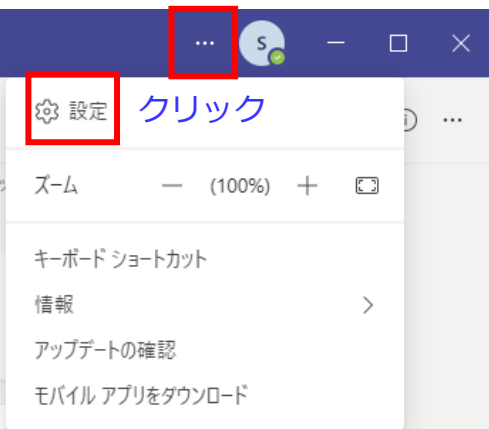 … S
設定 クリック
…
ズーム — (100%) +
キーボード ショートカット
情報
アップデートの確認
モバイル アプリをダウンロード